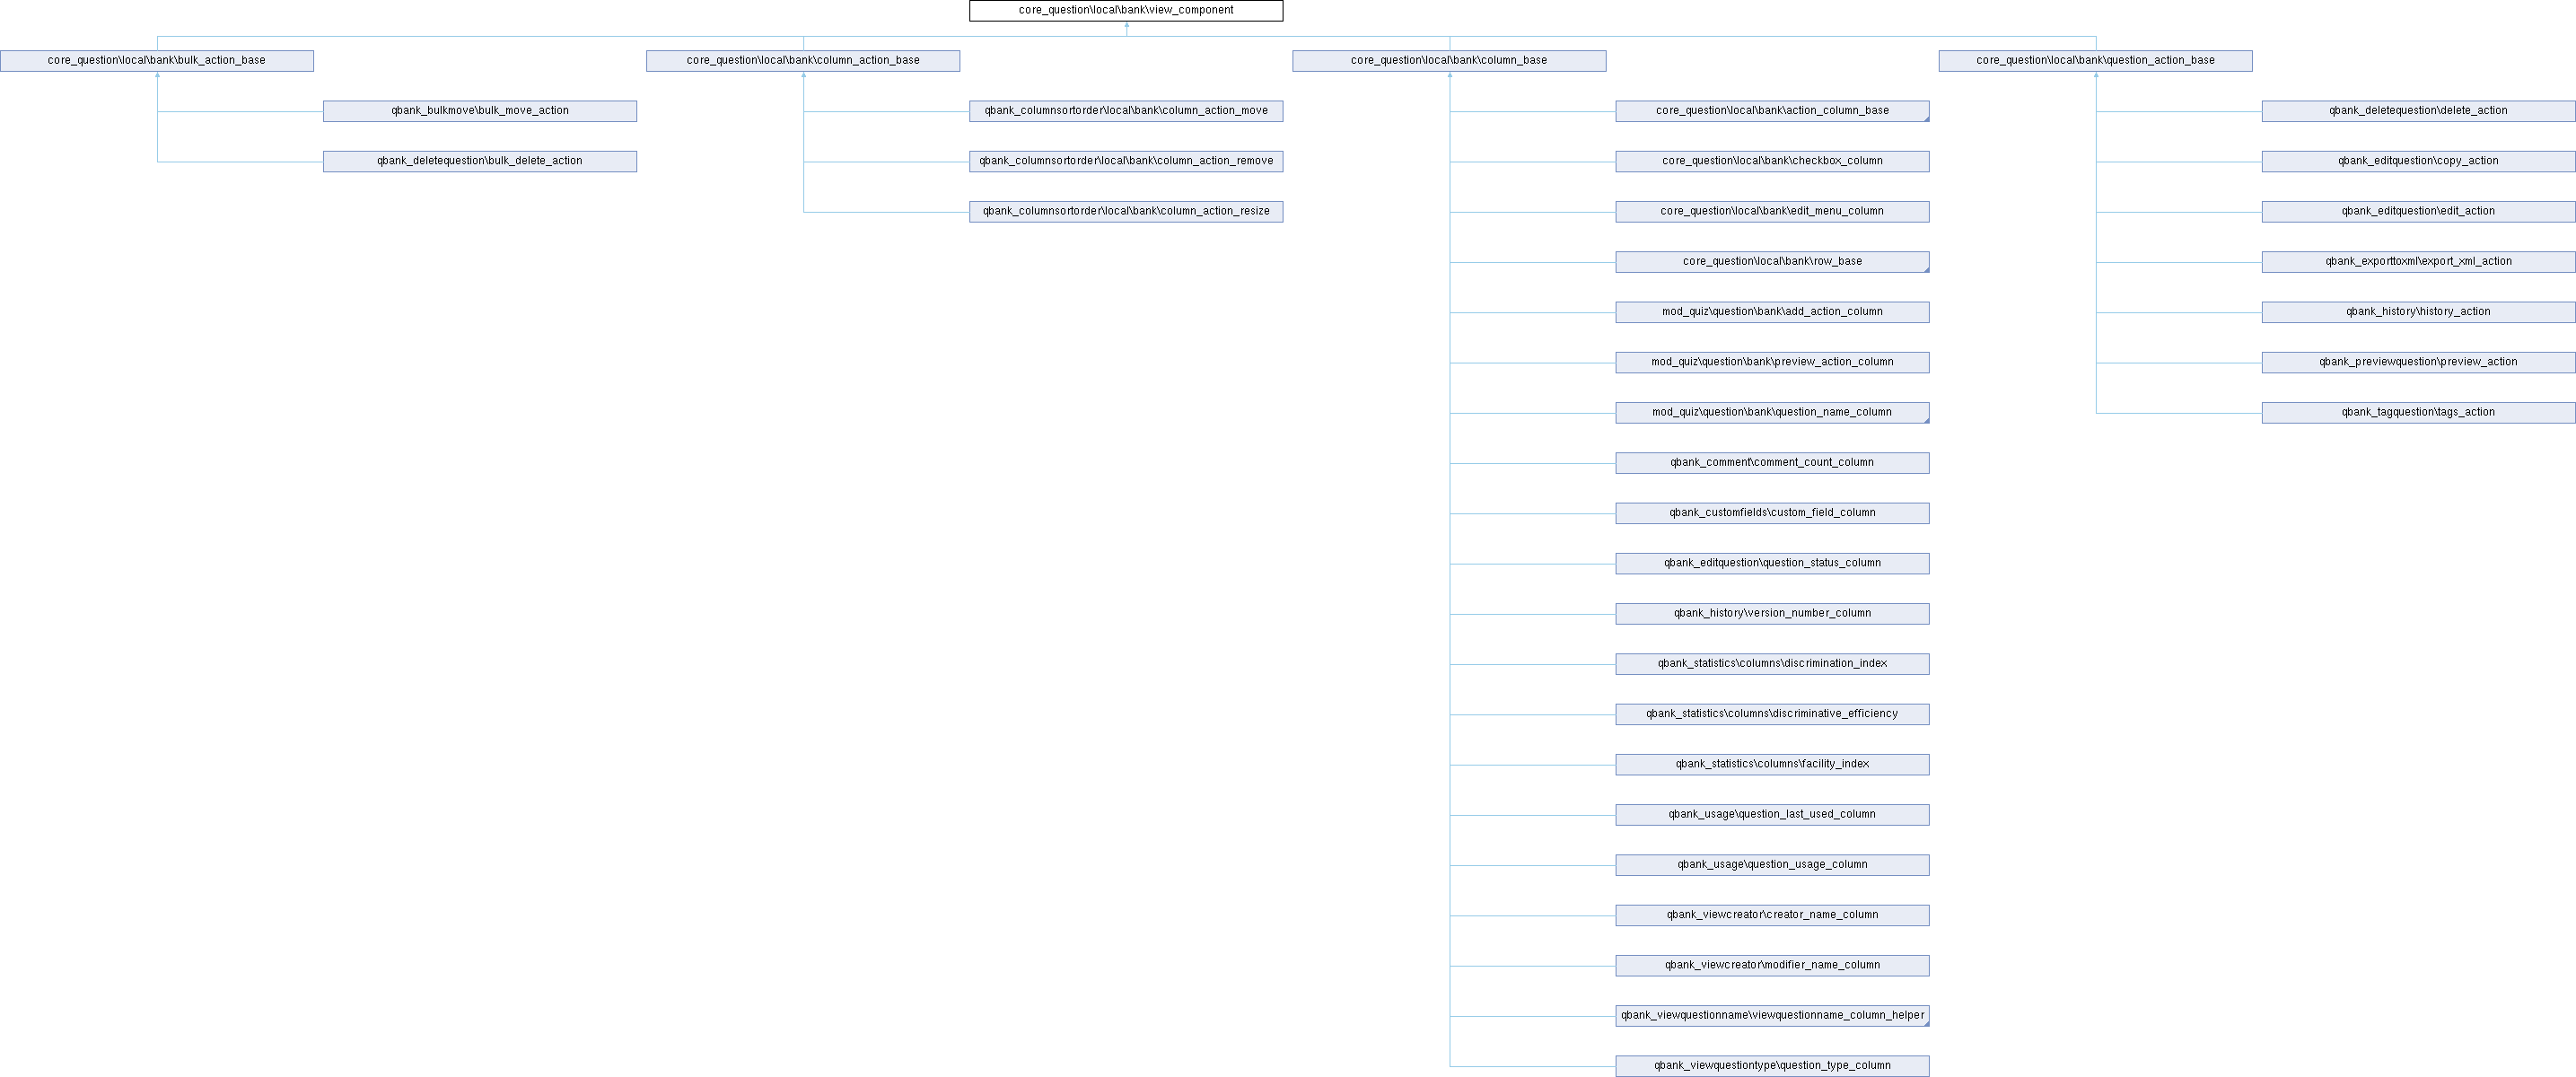 core_question\local\bank\view_component
core_question\local\bank\bulk_action_base
core_question\local\bank\column_action_base
core_question\local\bank\column_base
core_question\local\bank\question_action_base
qbank_bulkmove\bulk_move_action
qbank_columnsortorder\local\bank\column_action_move
core_question\local\bank\action_column_base
qbank_deletequestion\delete_action
qbank_deletequestion\bulk_delete_action
qbank_columnsortorder\local\bank\column_action_remove
core_question\local\bank\checkbox_column
qbank_editquestion\copy_action
qbank_columnsortorder\local\bank\column_action_resize
core_question\local\bank\edit_menu_column
qbank_editquestion\edit_action
core_question\local\bank\row_base
qbank_exporttoxml\export_xml_action
mod_quiz\question\bank\add_action_column
qbank_history\history_action
mod_quiz\question\bank\preview_action_column
qbank_previewquestion\preview_action
mod_quiz\question\bank\question_name_column
qbank_tagquestion\tags_action
qbank_comment\comment_count_column
qbank_customfields\custom_field_column
qbank_editquestion\question_status_column
qbank_history\version_number_column
qbank_statistics\columns\discrimination_index
qbank_statistics\columns\discriminative_efficiency
qbank_statistics\columns\facility_index
qbank_usage\question_last_used_column
qbank_usage\question_usage_column
qbank_viewcreator\creator_name_column
qbank_viewcreator\modifier_name_column
qbank_viewquestionname\viewquestionname_column_helper
qbank_viewquestiontype\question_type_column